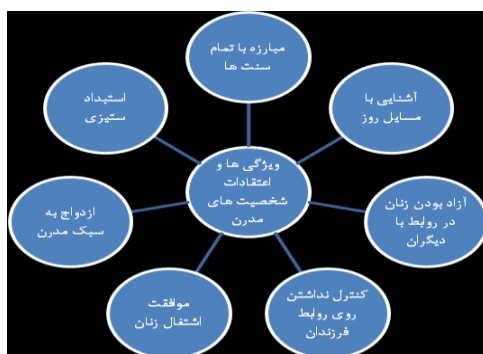 مبارزه با تمام
سنت ها
آشنایی با
مسایل روز
آزاد بودن زنان
در روابط با
دیگران
کنترل نداشتن
روی روابط
فرزندان
موافقت
اشتغال زنان
ازدواج به
سبک مدرن
استبداد
ستیزی
ویژگی ها و
اعتقادات
شخصیت های
مدرن